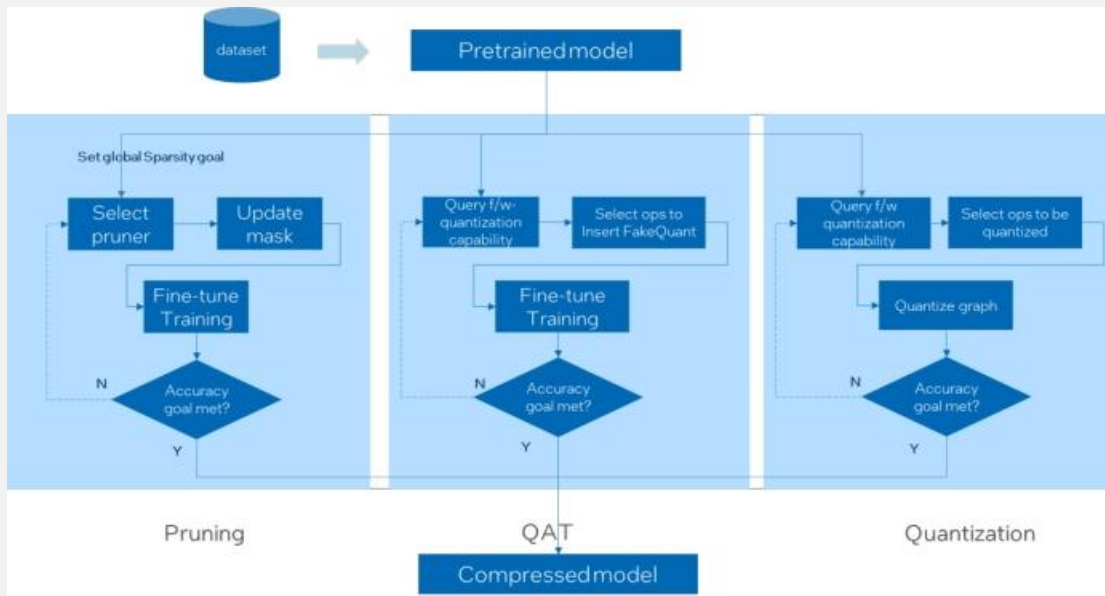 dataset
Pretrained model
Set global Sparsity goal
Select
pruner
Update
mask
Fine-tune
Training
N
Accuracy
goal met?
Y
Query f/w-
quantization
capability
Select ops to
Insert FakeQuant
Fine-tune
Training
N
Accuracy
goal met?
Y
Query f/w
quantization
capability
Select ops to be
quantized
Quantize graph
N
Accuracy
goal met?
Y
Pruning
QAT
Quantization
Compressed model